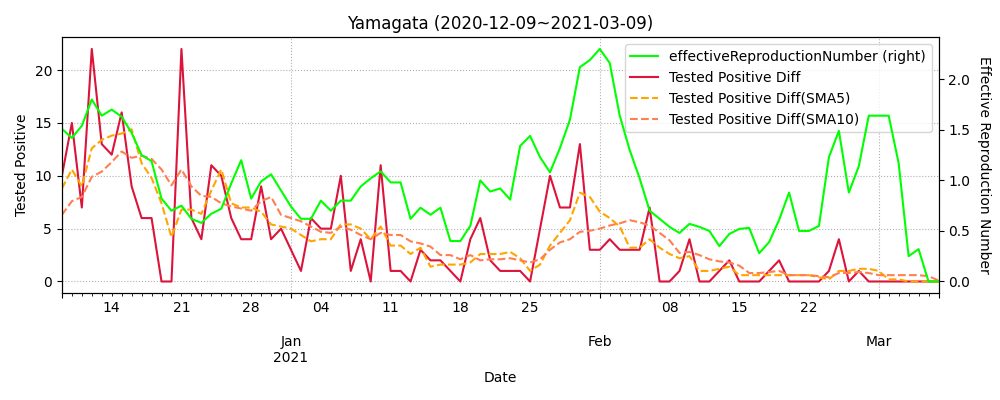 Yamagata (2020-12-09~2021-03-09)
effectiveReproductionNumber (right)
Tested Positive Diff
Tested Positive Diff(SMA5)
Tested Positive Diff(SMA10)
Tested Positive
20
15
10
5
0
2.0
1.5
1.0
0.5
0.0
Effective Reproduction Number
14 21 28 04 11 18 25 08 15 22
Jan Feb Mar
2021
Date